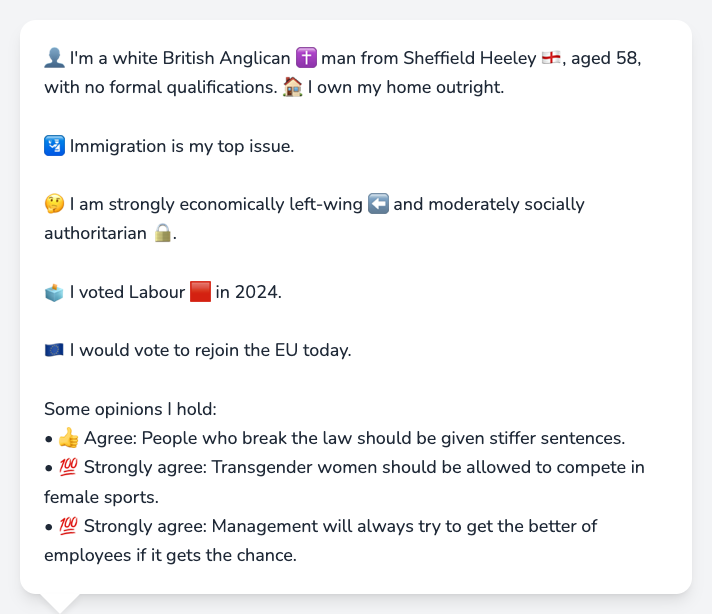 👤 I'm a white British Anglican ✝️ man from Sheffield Heeley 🏴󠁧󠁢󠁥󠁮󠁧󠁿, aged 58,
with no formal qualifications. 🏠 I own my home outright.
🛂 Immigration is my top issue.
🤔 I am strongly economically left-wing ⬅️ and moderately socially
authoritarian 🔒.
🗳️ I voted Labour 🟥 in 2024.
🇪🇺 I would vote to rejoin the EU today.
Some opinions I hold:
• 👍 Agree: People who break the law should be given stiffer sentences.
• 💯 Strongly agree: Transgender women should be allowed to compete in
female sports.
• 💯 Strongly agree: Management will always try to get the better of
employees if it gets the chance.